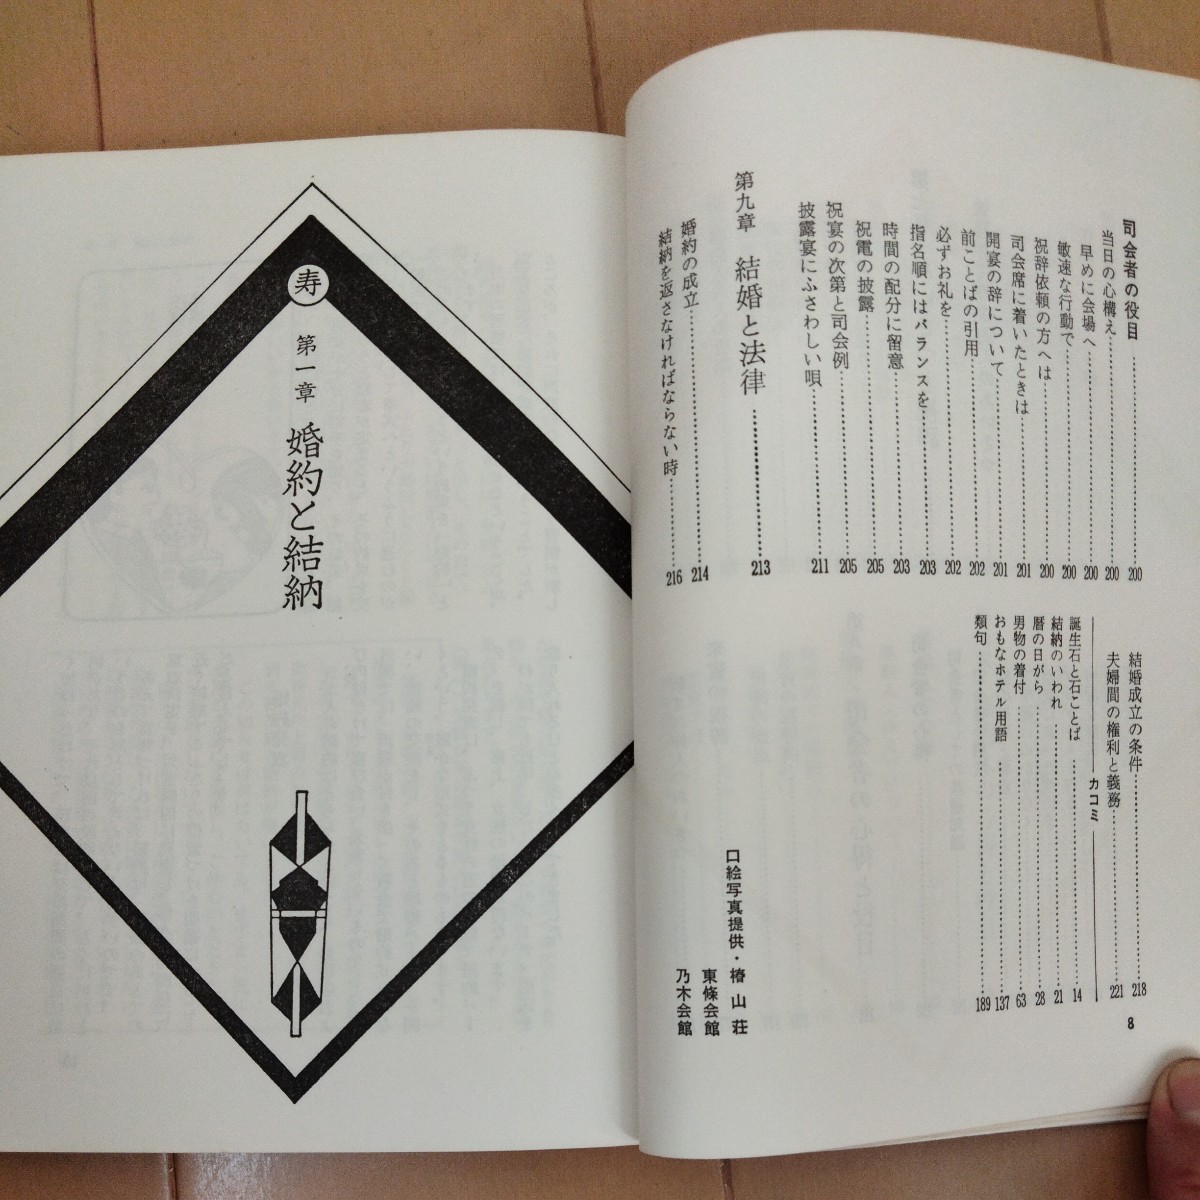 司会者の役目……200
当日の心構え……200
早めに会場へ……200
敏速な行動で……200
祝辞依頼の方へは……200
司会席に着いたときは……201
開宴の辞について……201
前ことばの引用……202
必ずお礼を……202
指名順にはバランスを……203
時間の配分に留意……203
祝電の披露……205
祝宴の次第と司会例……205
披露宴にふさわしい唄……211
第九章 結婚と法律……213
婚約の成立……214
結納を返さなければならない時……216
結婚成立の条件……218
夫婦間の権利と義務……221
カコミ
誕生石と石ことば……14
結納のいわれ……21
暦の日がら……28
男物の着付……63
おもなホテル用語……137
類句……189
口絵写真提供・椿山荘
東條会館
乃木会館
8
寿
第一章 婚約と結納